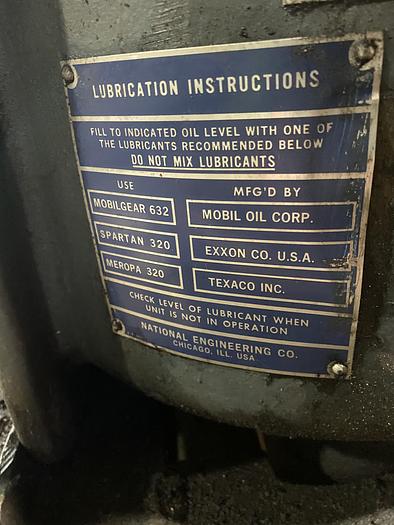 LUBRICATION INSTRUCTIONS
FILL TO INDICATED OIL LEVEL WITH ONE OF
THE LUBRICANTS RECOMMENDED BELOW
DO NOT MIX LUBRICANTS
USE MFG'D BY
MOBILGEAR 632 MOBIL OIL CORP.
SPARTAN 320 EXXON CO. U.S.A.
MEROPA 320 TEXACO INC.
CHECK LEVEL OF LUBRICANT WHEN
UNIT IS NOT IN OPERATION
NATIONAL ENGINEERING CO.
CHICAGO, ILL. USA